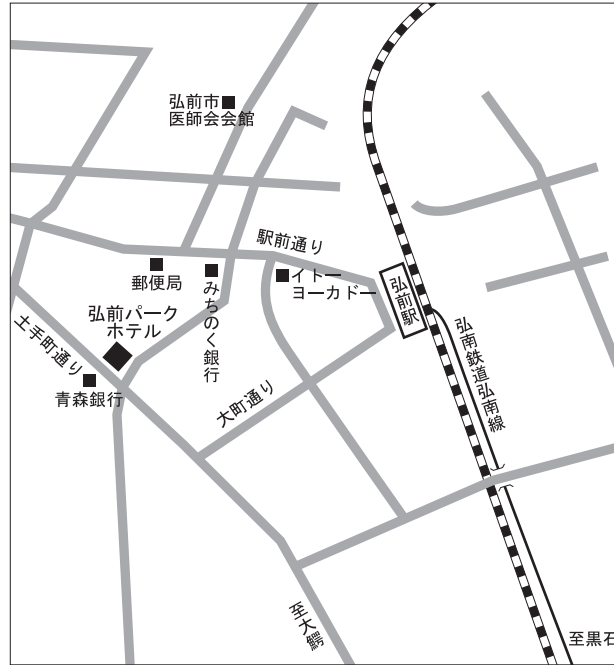 弘前市
医師会会館
駅前通り
郵便局
みちのく銀行
イトー
ヨーカドー
弘前駅
弘前パーク
ホテル
土手町通り
青森銀行
大町通り
弘南鉄道弘南線
至大鰐
至黒石